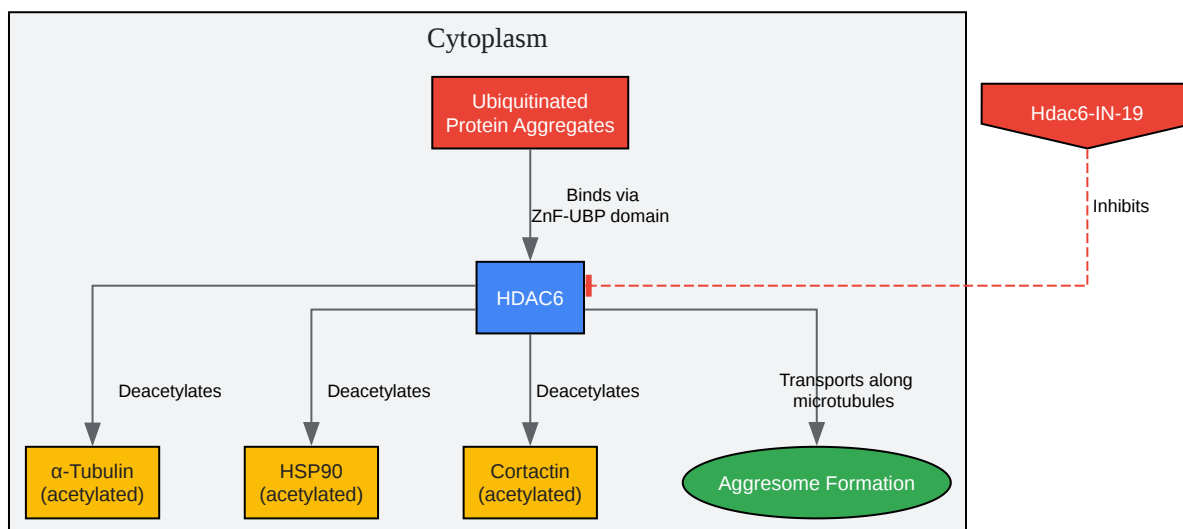 Cytoplasm
Ubiquitinated
Protein Aggregates
Hdac6-IN-19
Binds via
ZnF-UBP domain
Inhibits
HDAC6
Deacetylates
Deacetylates
Deacetylates
Transports along
microtubules
α-Tubulin
(acetylated)
HSP90
(acetylated)
Cortactin
(acetylated)
Aggresome Formation